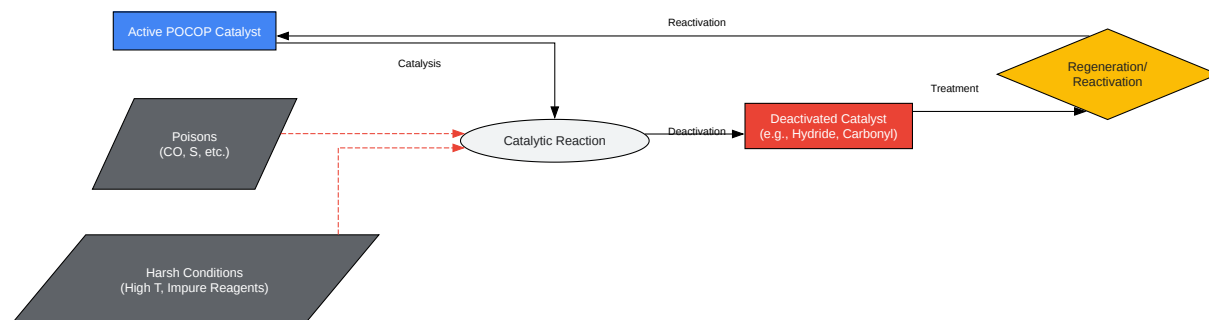 Reactivation
Active POCOP Catalyst
Catalysis
Regeneration/
Reactivation
Treatment
Poisons
(CO, S, etc.)
Catalytic Reaction
Deactivation
Deactivated Catalyst
(e.g., Hydride, Carbonyl)
Harsh Conditions
(High T, Impure Reagents)